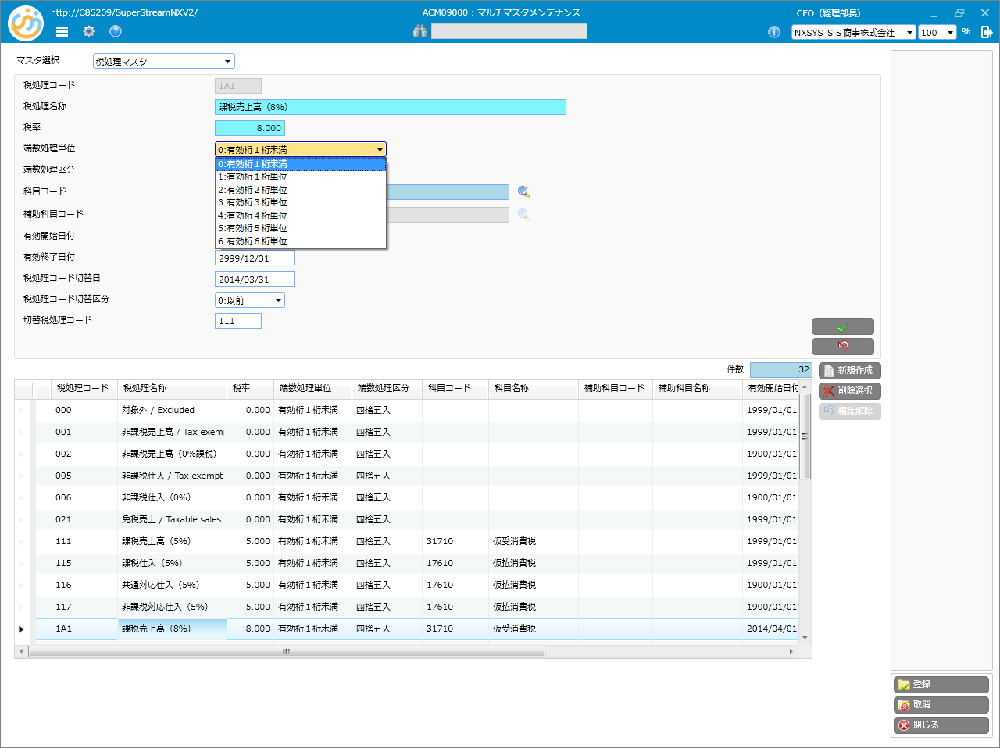 http://C85209/SuperStreamNXV2/
ACM09000 : マルチマスタメンテナンス
CFO（経理部長）
NXSYS ＳＳ商事株式会社
100
%
マスタ選択
税処理マスタ
税処理コード
1A1
税処理名称
課税売上高（8%）
税率
8.000
端数処理単位
0:有効桁１桁未満
0:有効桁１桁未満
1:有効桁１桁単位
2:有効桁２桁単位
3:有効桁３桁単位
4:有効桁４桁単位
5:有効桁５桁単位
6:有効桁６桁単位
端数処理区分
科目コード
補助科目コード
有効開始日付
有効終了日付
2999/12/31
税処理コード切替日
2014/03/31
税処理コード切替区分
0:以前
切替税処理コード
111
件数
32
新規作成
削除選択
編集解除
税処理コード 税処理名称 税率 端数処理単位 端数処理区分 科目コード 科目名称 補助科目コード 補助科目名称 有効開始日付
000 対象外 / Excluded 0.000 有効桁１桁未満 四捨五入 1999/01/01
001 非課税売上高 / Tax exem 0.000 有効桁１桁未満 四捨五入 1999/01/01
002 非課税売上高（0%課税） 0.000 有効桁１桁未満 四捨五入 1900/01/01
005 非課税仕入 / Tax exempt 0.000 有効桁１桁未満 四捨五入 1999/01/01
006 非課税仕入（0%） 0.000 有効桁１桁未満 四捨五入 1900/01/01
021 免税売上 / Taxable sales 0.000 有効桁１桁未満 四捨五入 1999/01/01
111 課税売上高（5%） 5.000 有効桁１桁未満 四捨五入 31710 仮受消費税 1999/01/01
115 課税仕入（5%） 5.000 有効桁１桁未満 四捨五入 17610 仮払消費税 1999/01/01
116 共通対応仕入（5%） 5.000 有効桁１桁未満 四捨五入 17610 仮払消費税 1900/01/01
117 非課税対応仕入（5%） 5.000 有効桁１桁未満 四捨五入 17610 仮払消費税 1900/01/01
1A1 課税売上高（8%） 8.000 有効桁１桁未満 四捨五入 31710 仮受消費税 2014/04/01
登録
取消
閉じる